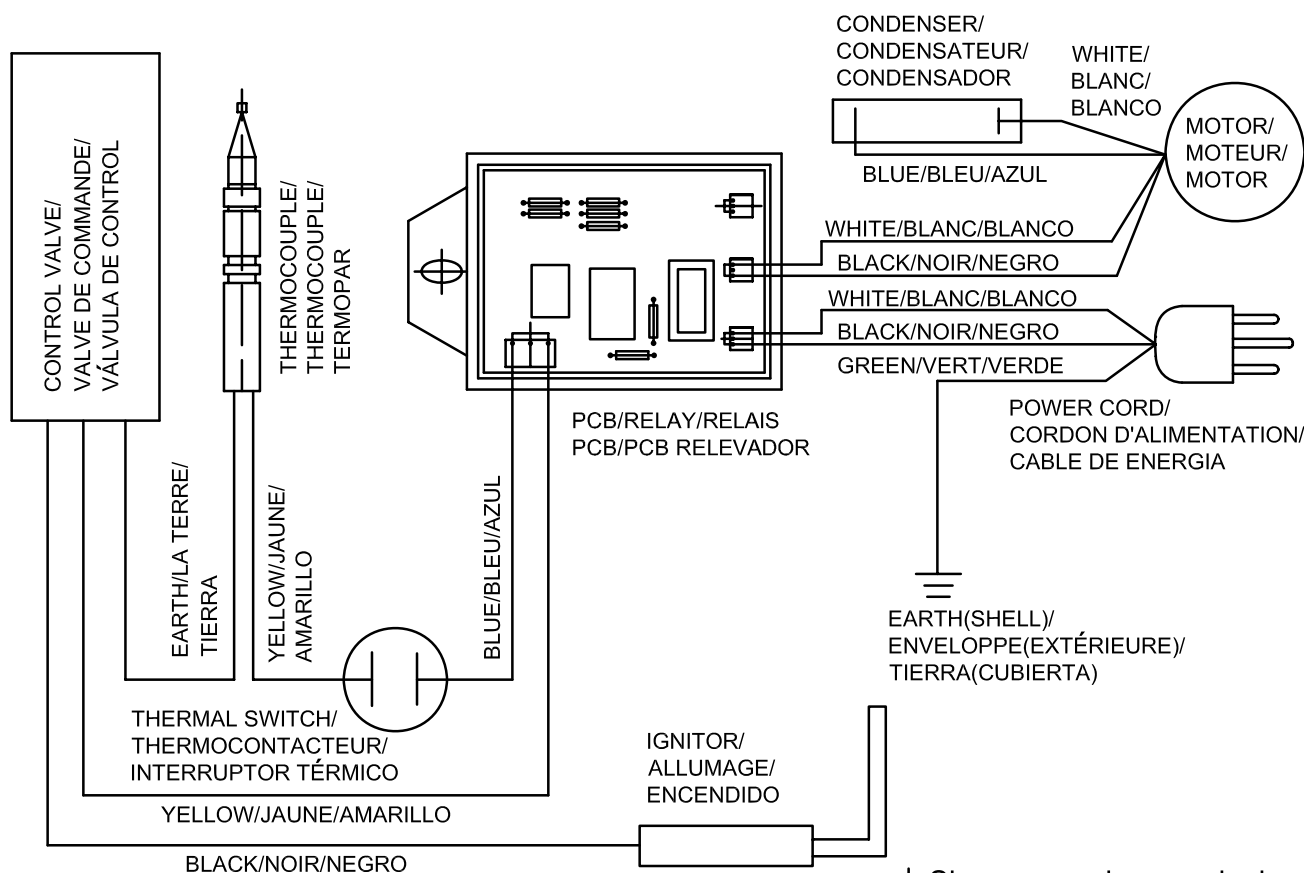 CONDENSER/
CONDENSATEUR/
CONDENSADOR
WHITE/
BLANC/
BLANCO
MOTOR/
MOTEUR/
MOTOR
BLUE/BLEU/AZUL
CONTROL VALVE/
VALVE DE COMMANDE/
VÁLVULA DE CONTROL
THERMOCOUPLE/
THERMOCOUPLE/
TERMOPAR
WHITE/BLANC/BLANCO
BLACK/NOIR/NEGRO
WHITE/BLANC/BLANCO
BLACK/NOIR/NEGRO
GREEN/VERT/VERDE
PCB/RELAY/RELAIS
PCB/PCB RELEVADOR
POWER CORD/
CORDON D'ALIMENTATION/
CABLE DE ENERGIA
EARTH/LA TERRE/
TIERRA
YELLOW/JAUNE/
AMARILLO
BLUE/BLEU/AZUL
EARTH(SHELL)/
ENVELOPPE(EXTÉRIEURE)/
TIERRA(CUBIERTA)
THERMAL SWITCH/
THERMOCONTACTEUR/
INTERRUPTOR TÉRMICO
IGNITOR/
ALLUMAGE/
ENCENDIDO
YELLOW/JAUNE/AMARILLO
BLACK/NOIR/NEGRO